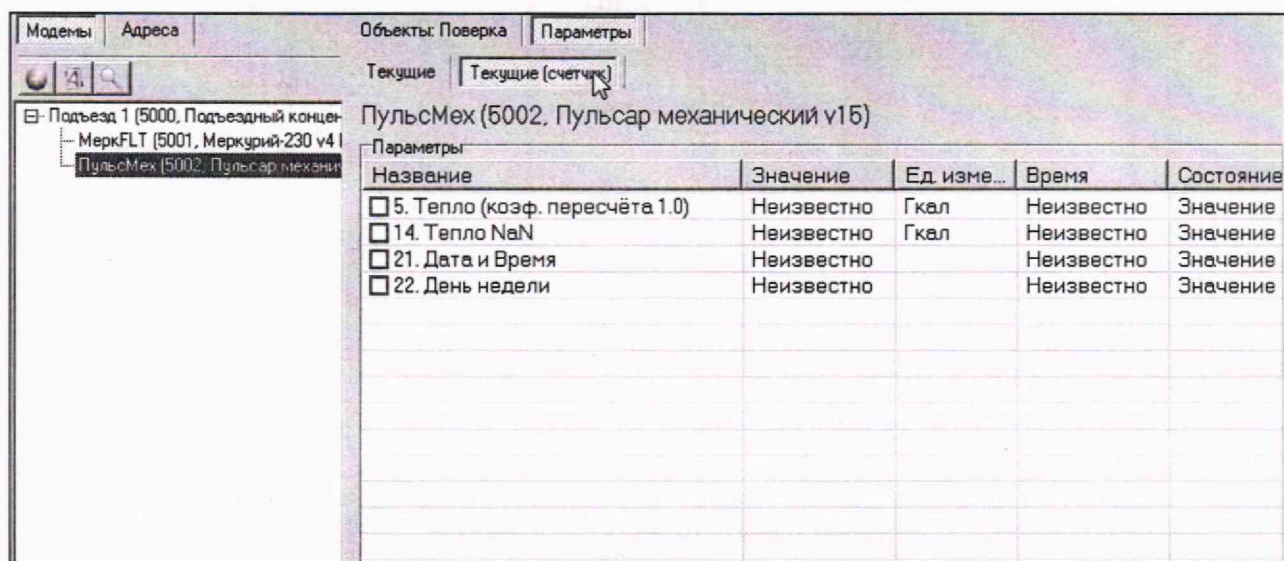 Модемы Адреса
Объекты: Поверка Параметры
Текущие Текущие (счетчик)
Подъезд 1 (5000, Подъездный концен
МеркFLT (5001, Меркурий-230 v4
ПульсМех (5002, Пульсар механич
ПульсМех (5002, Пульсар механический v15)
Параметры
Название Значение Ед. изме... Время Состояние
5. Тепло (коэф. пересчёта 1.0) Неизвестно Гкал Неизвестно Значение
14. Тепло NaN Неизвестно Гкал Неизвестно Значение
21. Дата и Время Неизвестно Неизвестно Значение
22. День недели Неизвестно Неизвестно Значение